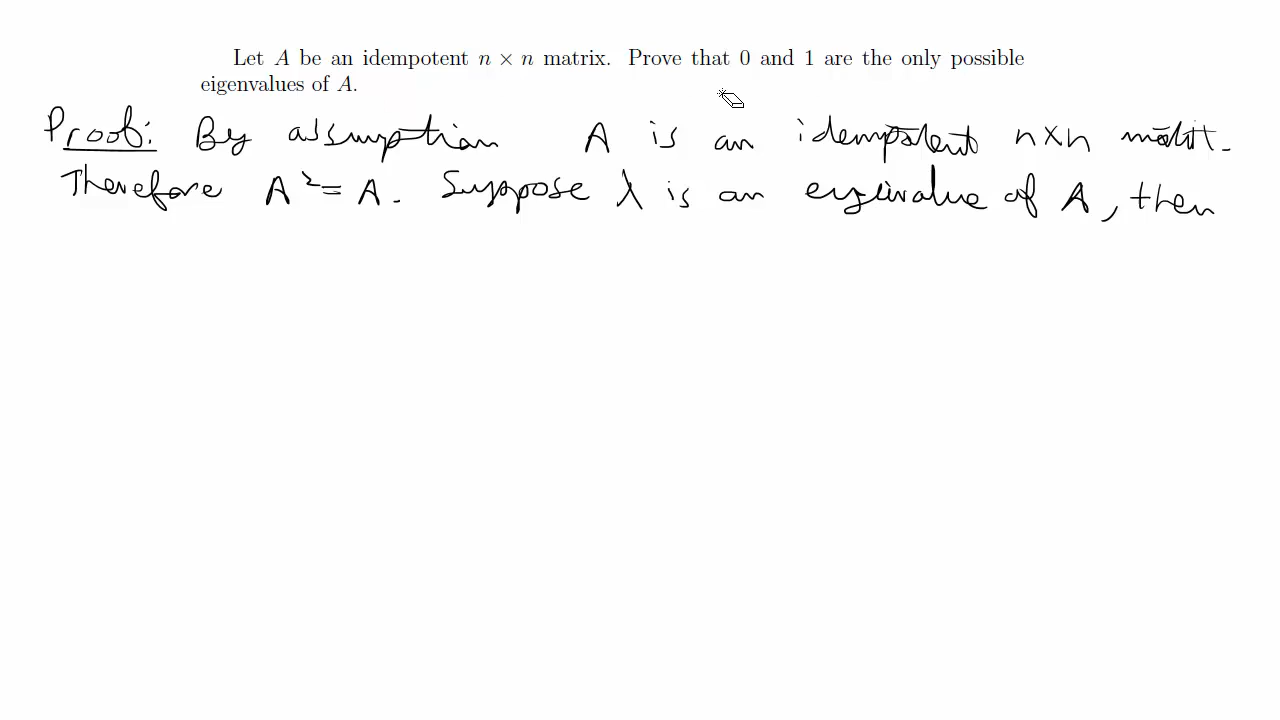 Let A be an idempotent n × n matrix. Prove that 0 and 1 are the only possible
eigenvalues of A.
Proof: By assumption A is an idempotent n×n
Therefore A² = A. Suppose λ is an eigenvalue of A, then